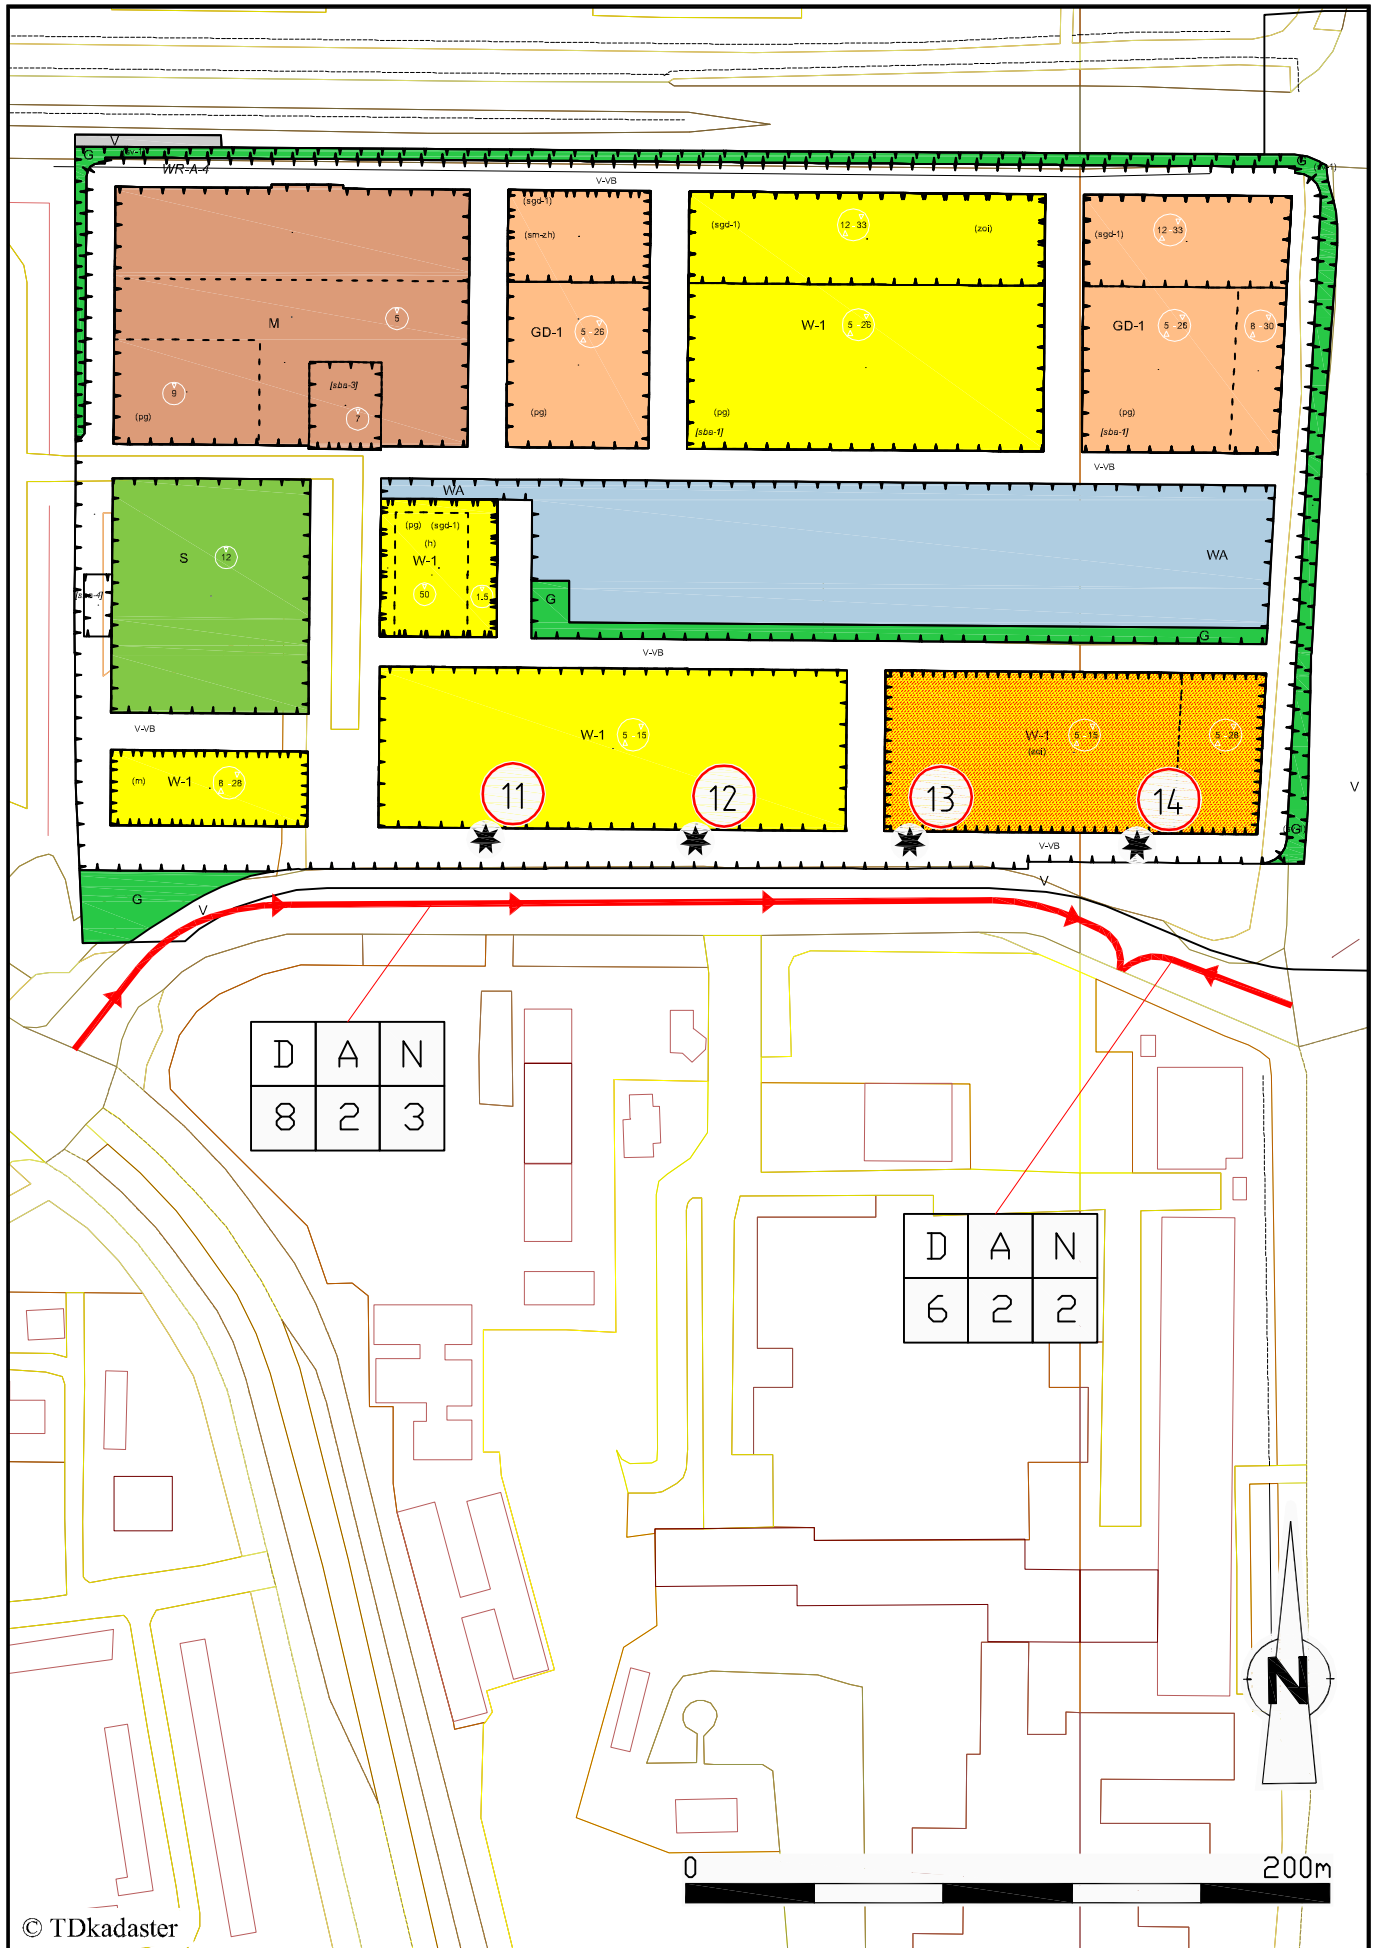 V
G
WR-A-4
V-VB
(sgd-1)
(sm-zh)
(sgd-1)
12 33
(zoi)
(sgd-1)
12 33
M
5
GD-1
5 26
W-1
5 26
GD-1
8 30
9
[sba-3]
7
(pg)
(pg)
(pg)
[sba-1]
(pg)
[sba-1]
V-VB
WA
(pg) (sgd-1)
(h)
W-1
50
S
12
WA
G
G
V-VB
V-VB
W-1
5 15
W-1
5 15
5 28
(m)
W-1
8 28
11
12
13
14
V
V-VB
V
G
V
D A N
8 2 3
D A N
6 2 2
N
0 200m
© TDkadaster